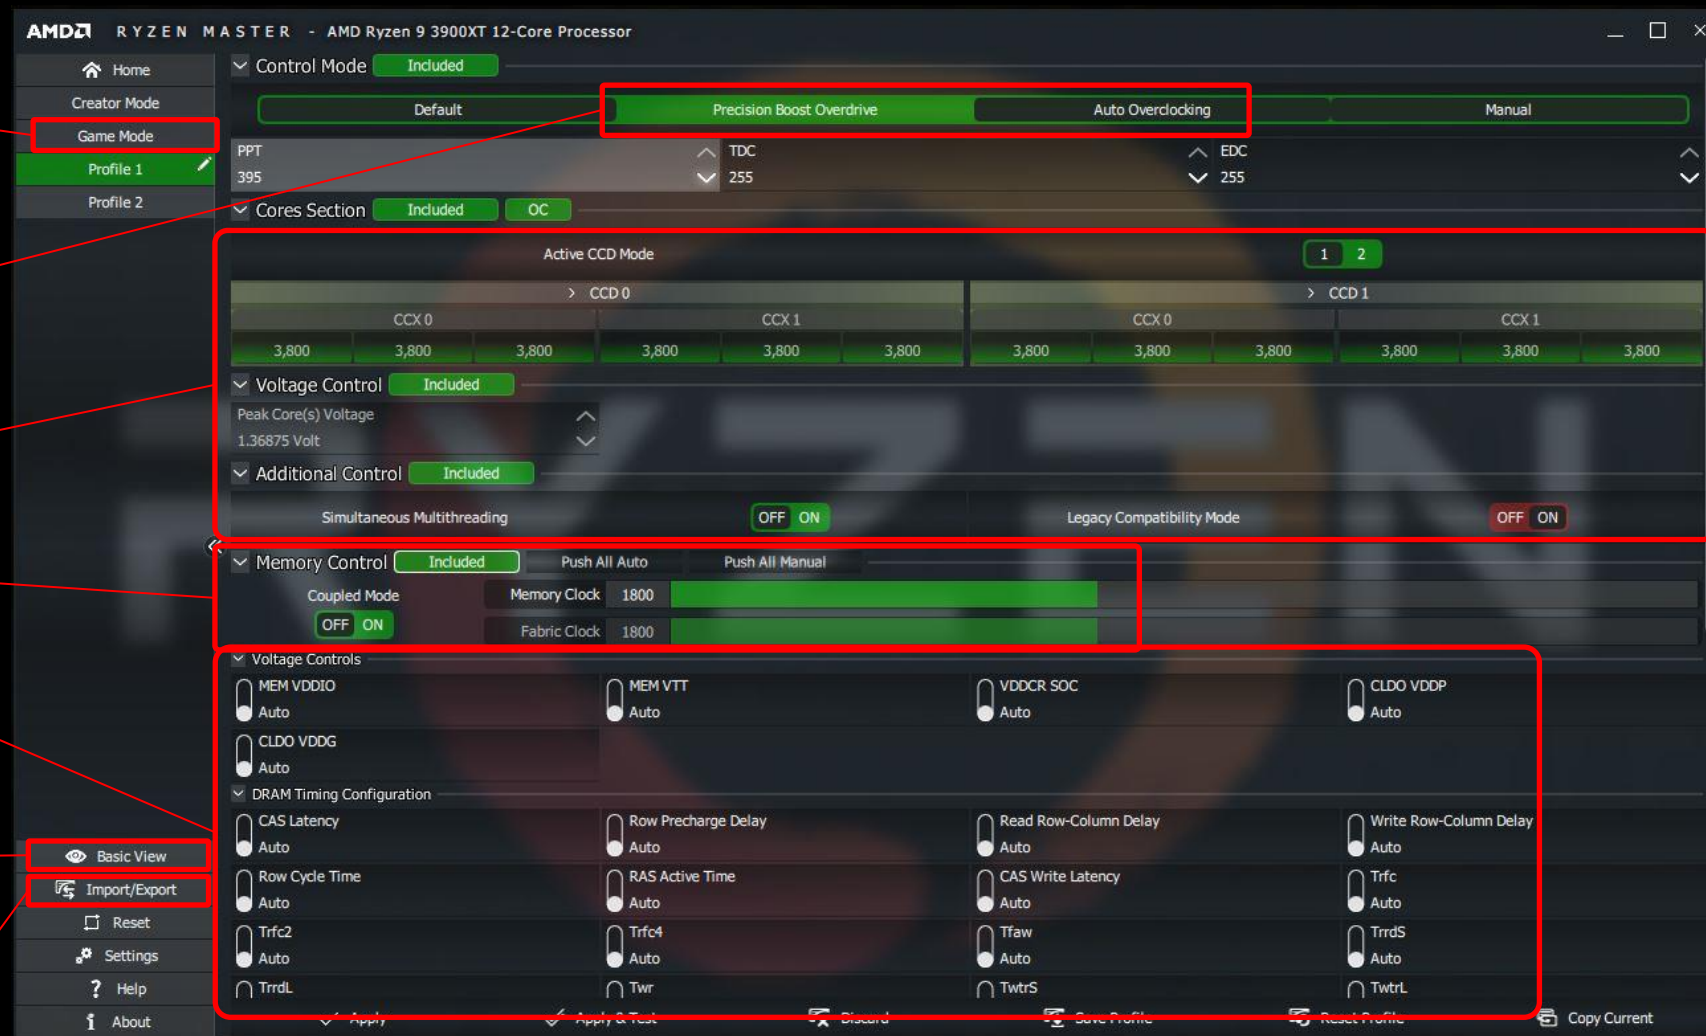 AMD RYZEN MASTER - AMD Ryzen 9 3900XT 12-Core Processor
Home
Creator Mode
Game Mode
Profile 1
Profile 2
Basic View
Import/Export
Reset
Settings
Help
About
Control Mode Included
Default Precision Boost Overdrive Auto Overclocking Manual
PPT TDC EDC
395 255 255
Cores Section Included OC
Active CCD Mode 1 2
CCD 0 CCD 1
CCX 0 CCX 1 CCX 0 CCX 1
3,800 3,800 3,800 3,800 3,800 3,800 3,800 3,800 3,800 3,800 3,800 3,800
Voltage Control Included
Peak Core(s) Voltage
1.36875 Volt
RYZEN
Additional Control Included
Simultaneous Multithreading OFF ON Legacy Compatibility Mode OFF ON
Memory Control Included Push All Auto Push All Manual
Coupled Mode Memory Clock 1800
OFF ON Fabric Clock 1800
Voltage Controls
MEM VDDIO MEM VTT VDDCR SOC CLDO VDDP
Auto Auto Auto Auto
CLDO VDDG
Auto
DRAM Timing Configuration
CAS Latency Row Precharge Delay Read Row-Column Delay Write Row-Column Delay
Auto Auto Auto Auto
Row Cycle Time RAS Active Time CAS Write Latency Trfc
Auto Auto Auto Auto
Trfc2 Trfc4 Tfaw TrrdS
Auto Auto Auto Auto
TrrdL Twr TwtrS TwtrL
Apply Apply & Test Discard Save Profile Reset Profile Copy Current